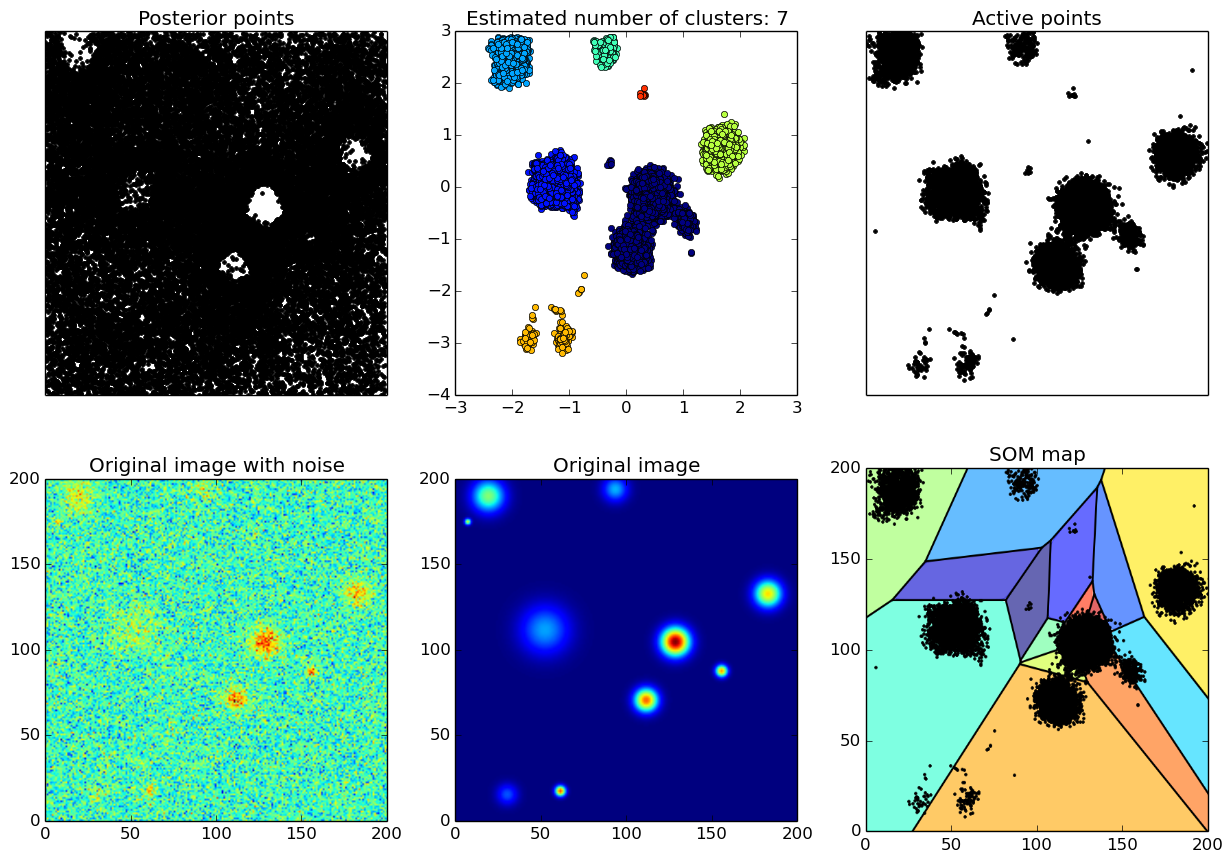 Posterior points
Estimated number of clusters: 7
Active points
3
2
1
0
−1
−2
−3
−4
−3 −2 −1 0 1 2 3
Original image with noise
Original image
SOM map
200
150
100
50
0
0 50 100 150 200
200
150
100
50
0
0 50 100 150 200
200
150
100
50
0
0 50 100 150 200